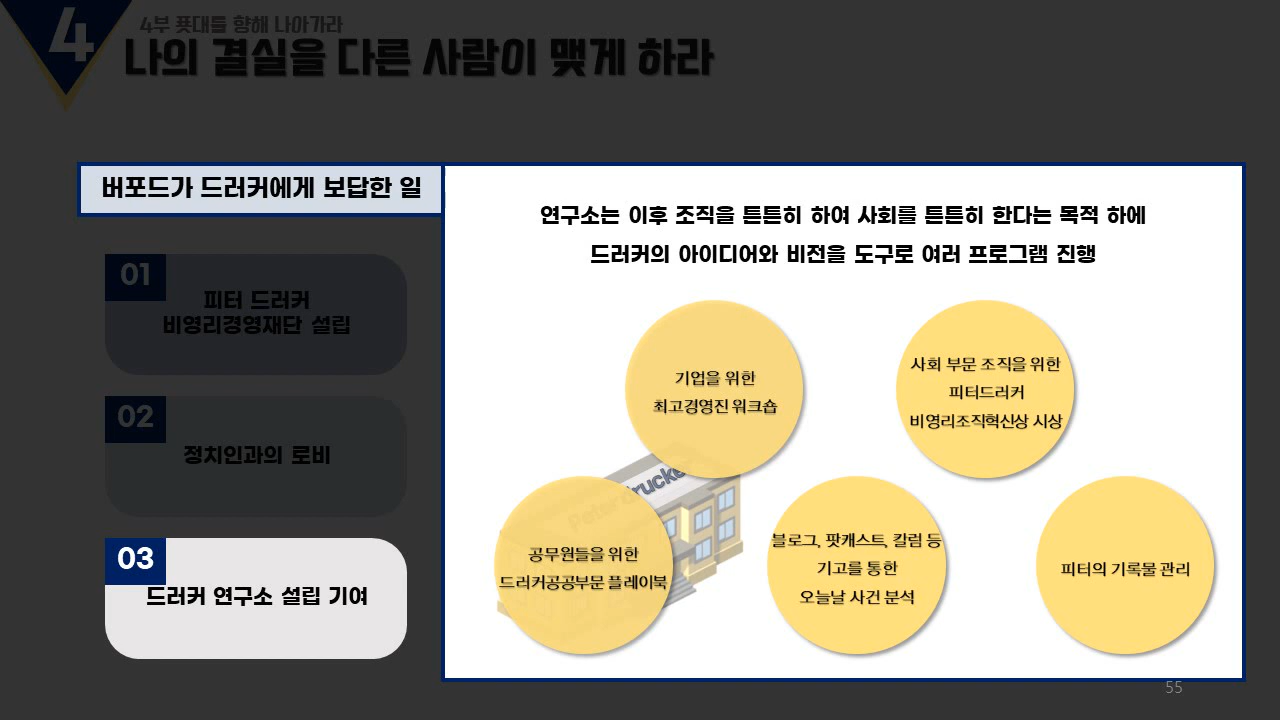 4
4부 푯대를 향해 나아가라
나의 결실을 다른 사람이 맺게 하라
버포드가 드러커에게 보답한 일
01
피터 드러커
비영리경영재단 설립
02
정치인과의 로비
03
드러커 연구소 설립 기여
연구소는 이후 조직을 튼튼히 하여 사회를 튼튼히 한다는 목적 하에
드러커의 아이디어와 비전을 도구로 여러 프로그램 진행
기업을 위한
최고경영진 워크숍
사회 부문 조직을 위한
피터드러커
비영리조직혁신상 시상
Peter Drucker
공무원들을 위한
드러커공공부문 플레이북
블로그, 팟캐스트, 칼럼 등
기고를 통한
오늘날 사건 분석
피터의 기록물 관리
55